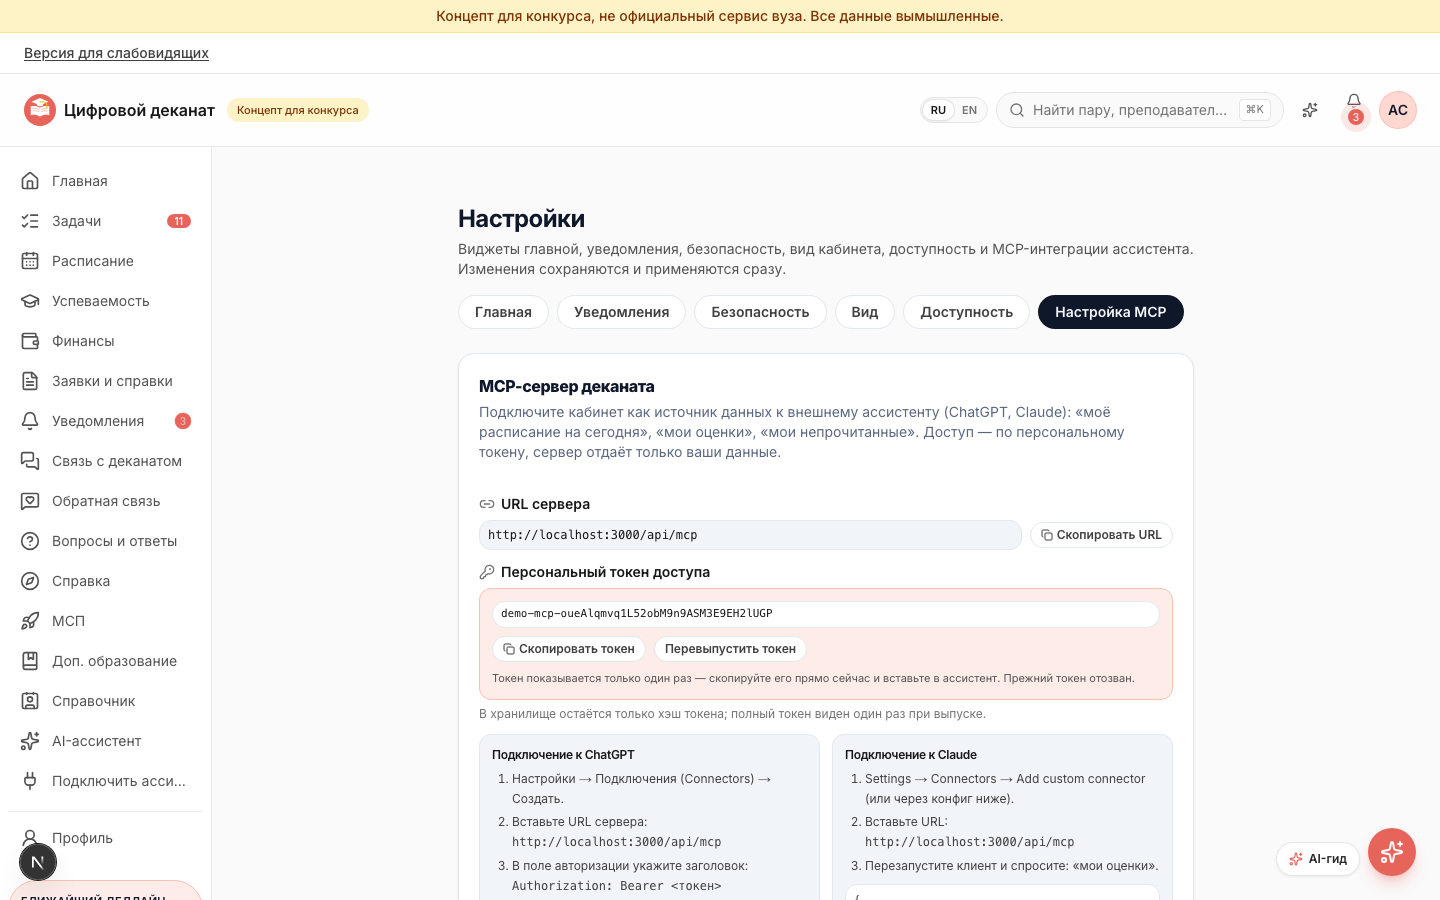 Концепт для конкурса, не официальный сервис вуза. Все данные вымышленные.
Версия для слабовидящих
Цифровой деканат
Концепт для конкурса
RU EN
Найти пару, преподавател...
⌘K
3
АС
Главная
Задачи 11
Расписание
Успеваемость
Финансы
Заявки и справки
Уведомления 3
Связь с деканатом
Обратная связь
Вопросы и ответы
Справка
МСП
Доп. образование
Справочник
AI-ассистент
Подключить асси...
Профиль
N
Настройки
Виджеты главной, уведомления, безопасность, вид кабинета, доступность и MCP-интеграции ассистента.
Изменения сохраняются и применяются сразу.
Главная
Уведомления
Безопасность
Вид
Доступность
Настройка MCP
MCP-сервер деканата
Подключите кабинет как источник данных к внешнему ассистенту (ChatGPT, Claude): «моё
расписание на сегодня», «мои оценки», «мои непрочитанные». Доступ — по персональному
токену, сервер отдаёт только ваши данные.
URL сервера
http://localhost:3000/api/mcp
Скопировать URL
Персональный токен доступа
demo-mcp-oueAlqmvq1L52obM9n9ASM3E9EH2lUGP
Скопировать токен
Перевыпустить токен
Токен показывается только один раз — скопируйте его прямо сейчас и вставьте в ассистент. Прежний токен отозван.
В хранилище остаётся только хэш токена; полный токен виден один раз при выпуске.
Подключение к ChatGPT
1. Настройки → Подключения (Connectors) →
Создать.
2. Вставьте URL сервера:
http://localhost:3000/api/mcp
3. В поле авторизации укажите заголовок:
Authorization: Bearer <токен>
Подключение к Claude
1. Settings → Connectors → Add custom connector
(или через конфиг ниже).
2. Вставьте URL:
http://localhost:3000/api/mcp
3. Перезапустите клиент и спросите: «мои оценки».
{
AI-гид